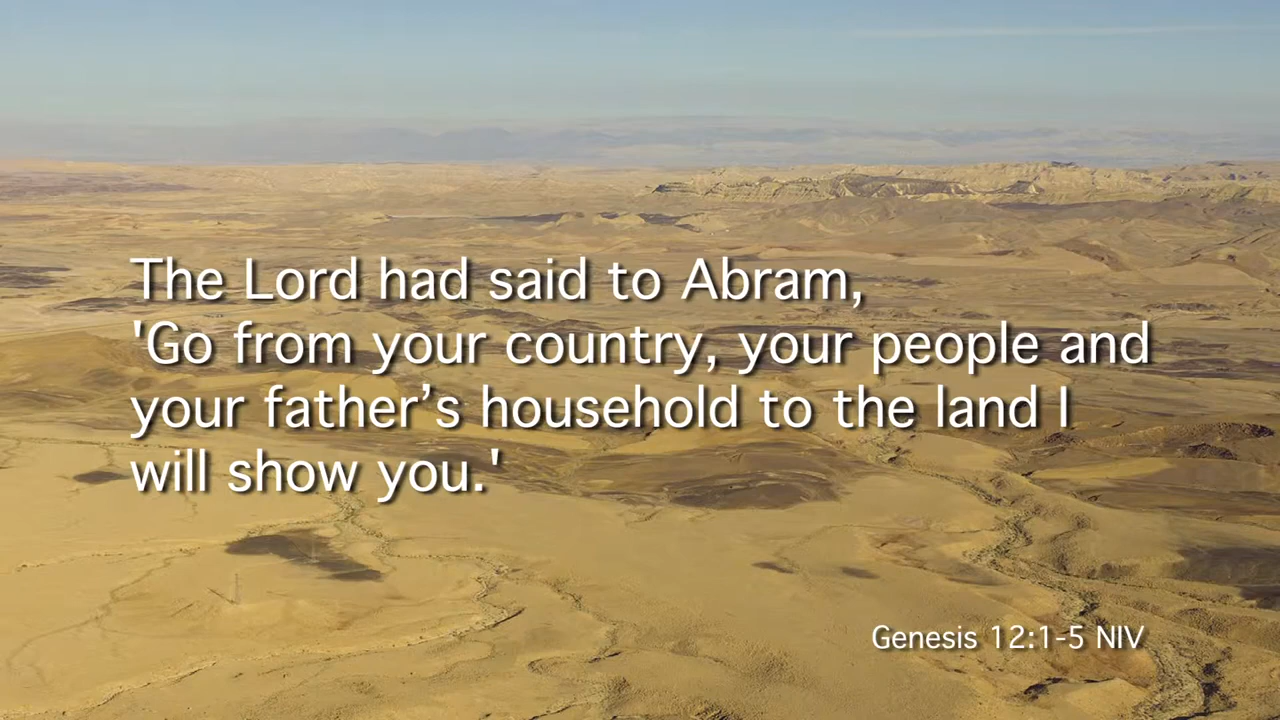 The Lord had said to Abram,
'Go from your country, your people and
your father’s household to the land I
will show you.'
Genesis 12:1-5 NIV